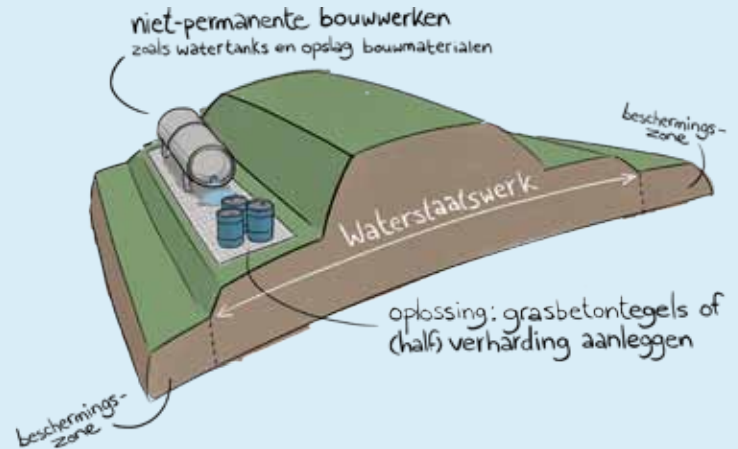 niet-permanente bouwwerken
zoals watertanks en opslag bouwmaterialen
beschermings-
zone
Waterstaatswerk
oplossing: grasbetontegels of
(half) verharding aanleggen
beschermings-
zone